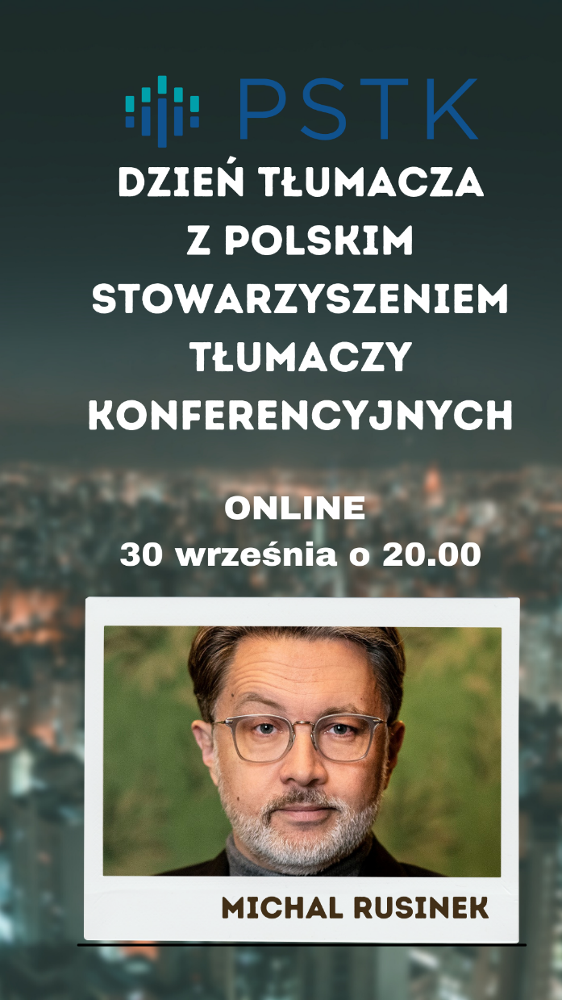 PSTK
DZIEŃ TŁUMACZA
Z POLSKIM
STOWARZYSZENIEM
TŁUMACZY
KONFERENCYJNYCH
ONLINE
30 września o 20.00
MICHAL RUSINEK